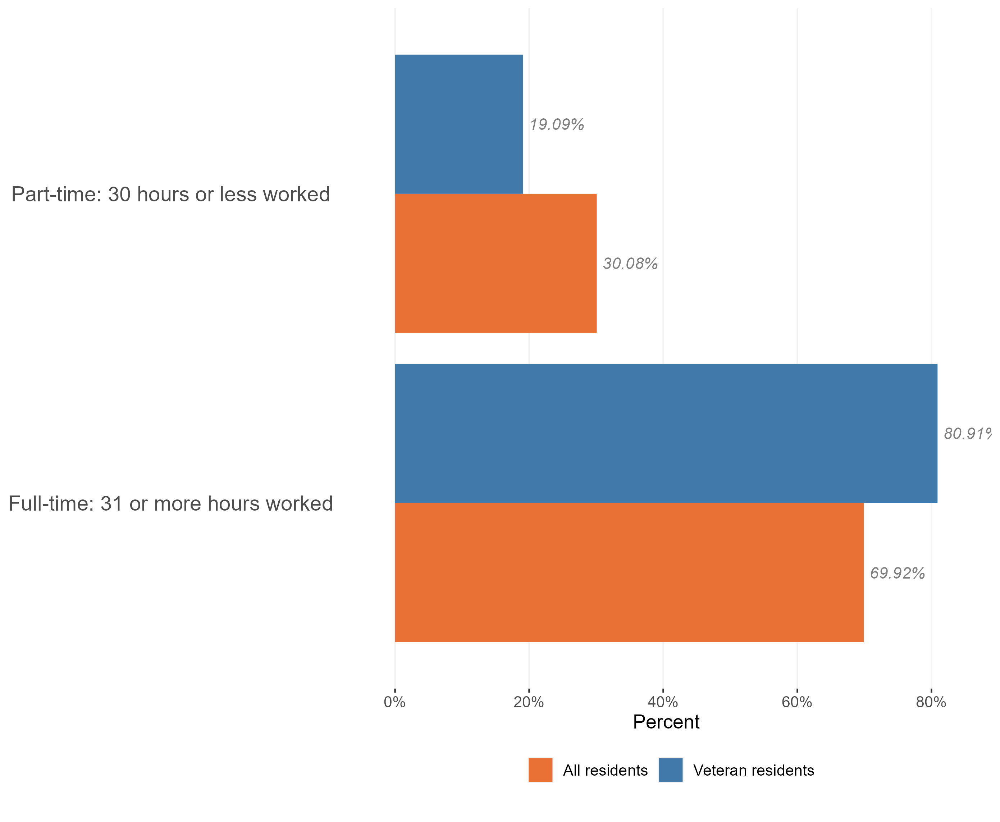 19.09%
Part-time: 30 hours or less worked
30.08%
80.91%
Full-time: 31 or more hours worked
69.92%
0% 20% 40% 60% 80%
Percent
All residents Veteran residents